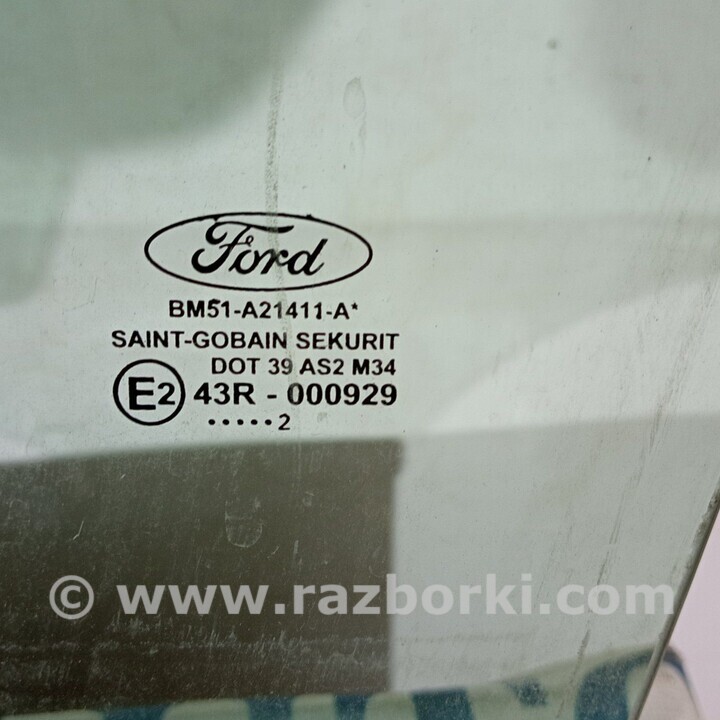 Ford
BM51-A21411-A*
SAINT-GOBAIN SEKURIT
DOT 39 AS2 M34
E2 43R - 000929
·····2
© www.razborki.com